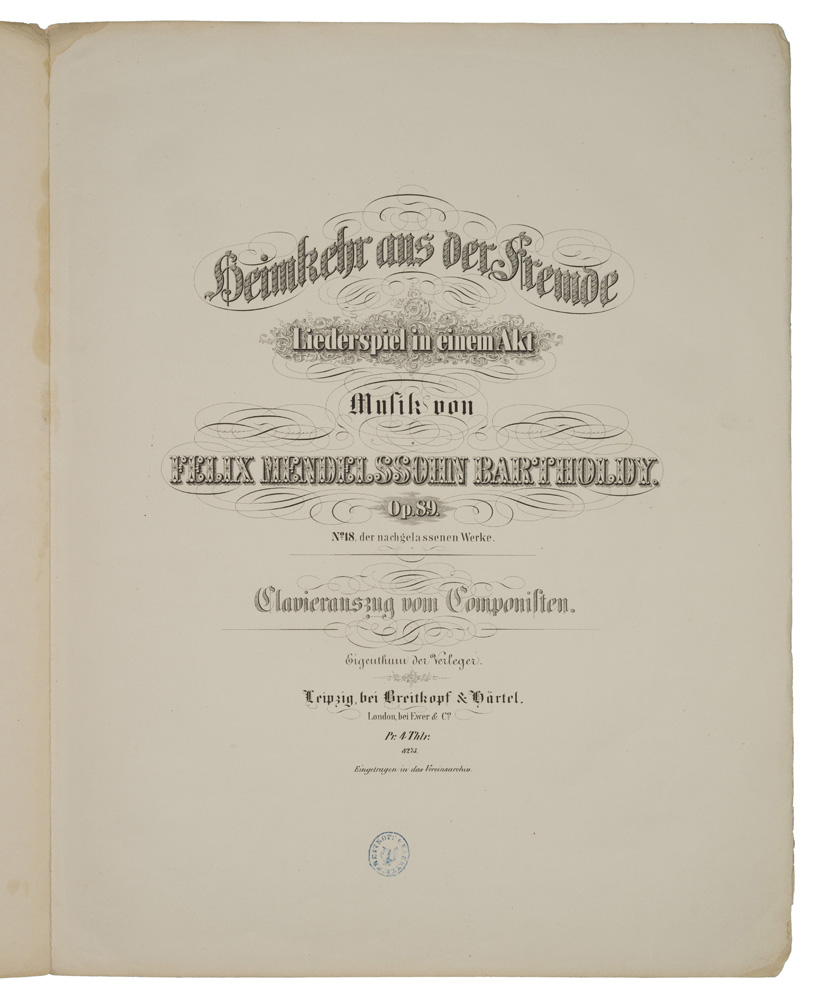 Heimkehr aus der Fremde
Liederspiel in einem Akt
Musik von
FELIX MENDELSSOHN BARTHOLDY.
Op. 89.
No. 18. der nachgelassenen Werke.
Clavierauszug vom Componisten.
Eigenthum der Verleger.
Leipzig, bei Breitkopf & Härtel.
London, bei Ewer & Co.
Pr. 4 Thlr.
8275.
Eingetragen in das Vereinsarchiv.